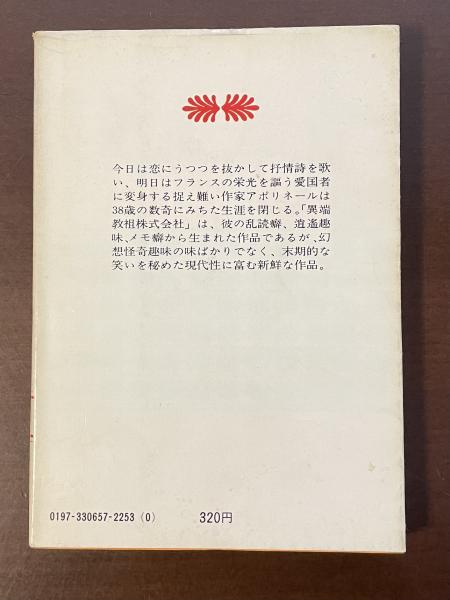 今日は恋にうつつを抜かして抒情詩を歌
い、明日はフランスの栄光を謳う愛国者
に変身する捉え難い作家アポリネールは
38歳の数奇にみちた生涯を閉じる。「異端
教祖株式会社」は、彼の乱読癖、逍遥趣
味、メモ癖から生まれた作品であるが、幻
想怪奇趣味の味ばかりでなく、末期的な
笑いを秘めた現代性に富む新鮮な作品。
0197-330657-2253 (0) 320円